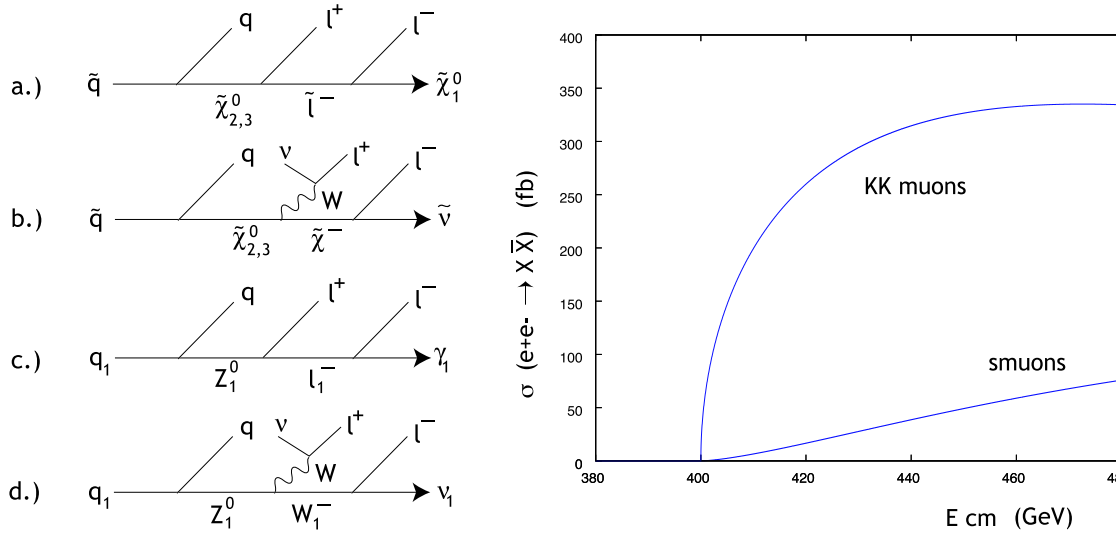 a.) q̃ q l⁺ l⁻ χ̃⁰₂,₃ l̃⁻ χ̃⁰₁
b.) q̃ q ν l⁺ l⁻ W χ̃⁰₂,₃ χ̃⁻ ν̃
c.) q₁ q l⁺ l⁻ Z⁰₁ l₁⁻ γ₁
d.) q₁ q ν l⁺ l⁻ W Z⁰₁ W₁⁻ ν₁
σ (e+e- → X X̅) (fb)
400
350
300
250
200
150
100
50
0
KK muons
smuons
380 400 420 440 460 48
E cm (GeV)